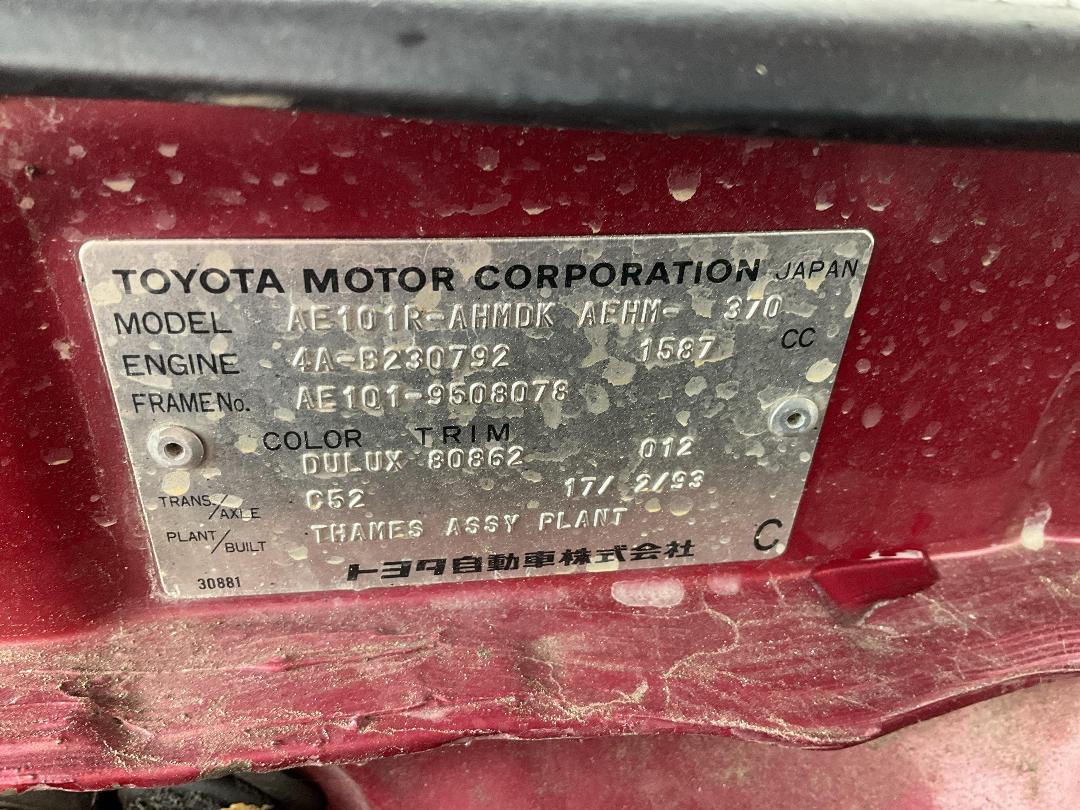 TOYOTA MOTOR CORPORATION JAPAN
MODEL AE101R-AHMDK AEHM- 370
ENGINE 4A-B230792 1587 CC
FRAME No. AE101-9508078
COLOR TRIM
DULUX 80862 012
TRANS/AXLE C52 17/ 2/93
PLANT/BUILT THAMES ASSY PLANT
トヨタ自動車株式会社 C
30881